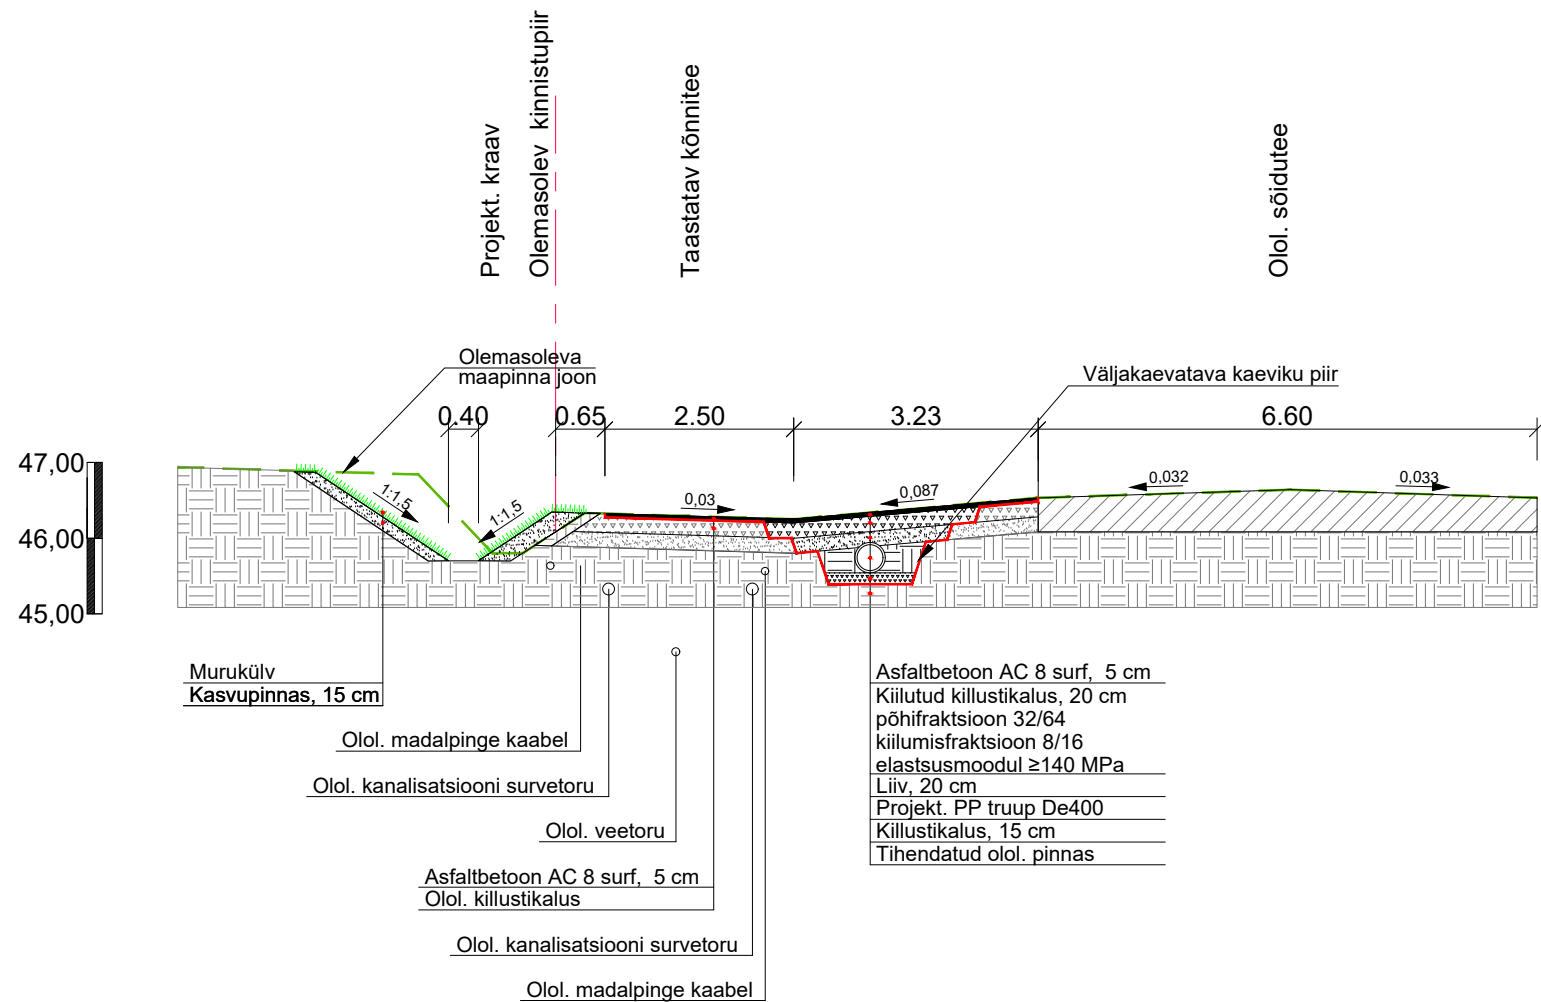 Projekt. kraav
Olemasolev kinnistupiir
Taastatav kõnnitee
Olol. sõidutee
Olemasoleva
maapinna joon
Väljakaevatava kaeviku piir
0.40
0.65
2.50
3.23
6.60
47,00
46,00
45,00
1:1,5
1:1,5
0,03
0,087
0,032
0,033
Murukülv
Kasvupinnas, 15 cm
Olol. madalpinge kaabel
Olol. kanalisatsiooni survetoru
Olol. veetoru
Asfaltbetoon AC 8 surf, 5 cm
Olol. killustikalus
Olol. kanalisatsiooni survetoru
Olol. madalpinge kaabel
Asfaltbetoon AC 8 surf, 5 cm
Kiilutud killustikalus, 20 cm
põhifraktsioon 32/64
kiilumisfraktsioon 8/16
elastsusmoodul ≥140 MPa
Liiv, 20 cm
Projekt. PP truup De400
Killustikalus, 15 cm
Tihendatud olol. pinnas